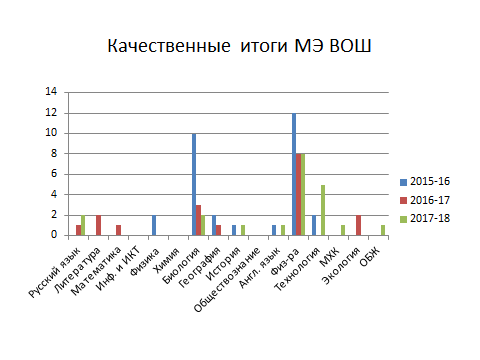 Качественные итоги МЭ ВОШ
14
12
10
8
6
4
2
0
Русский язык
Литература
Математика
Инф. и ИКТ
Физика
Химия
Биология
География
История
Обществознание
Англ. язык
Физ-ра
Технология
МХК
Экология
ОБЖ
2015-16
2016-17
2017-18